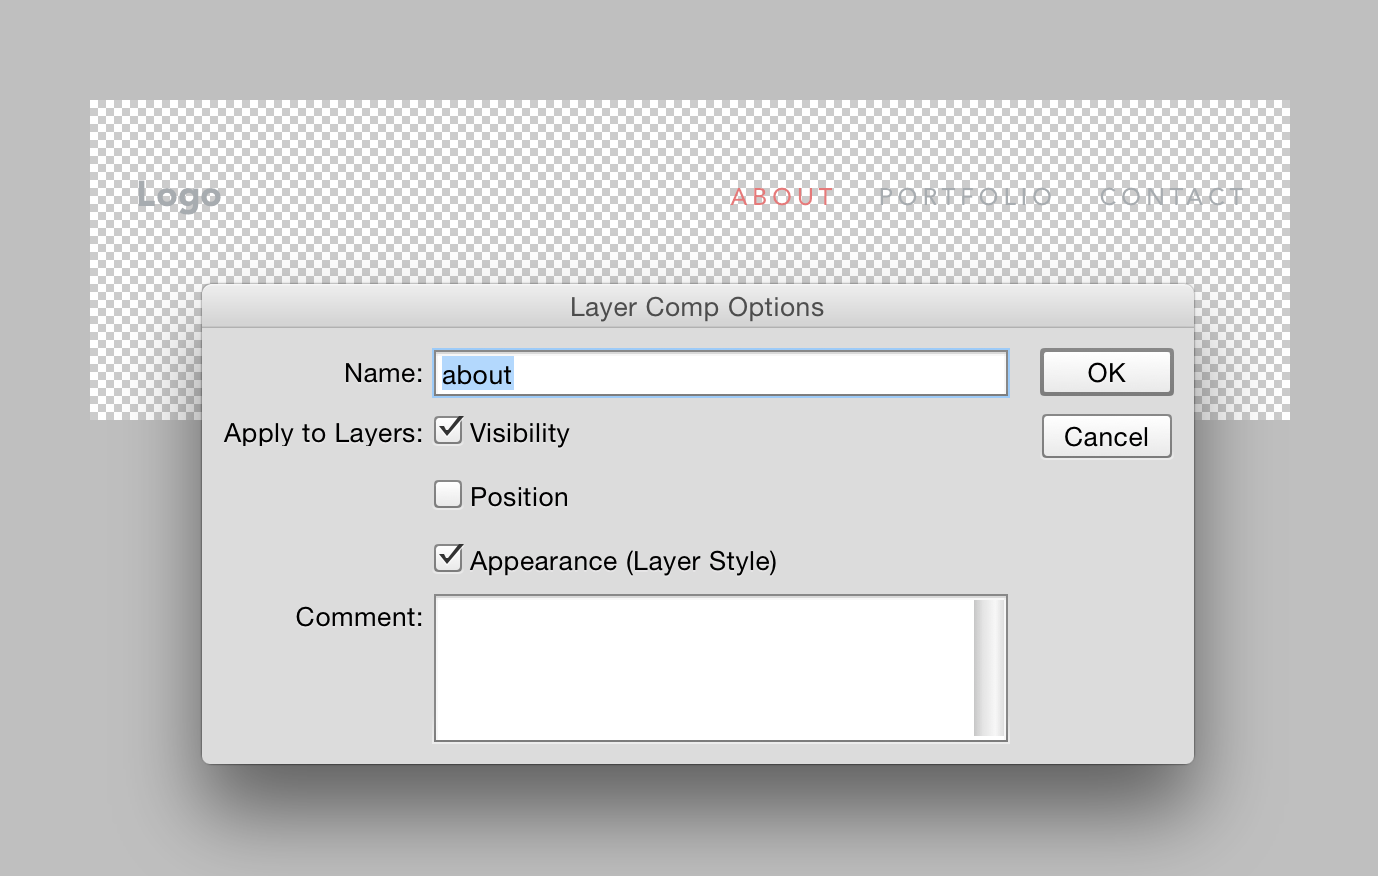 Logo
ABOUT PORTFOLIO CONTACT
Layer Comp Options
Name: about
OK
Apply to Layers: Visibility
Cancel
Position
Appearance (Layer Style)
Comment: